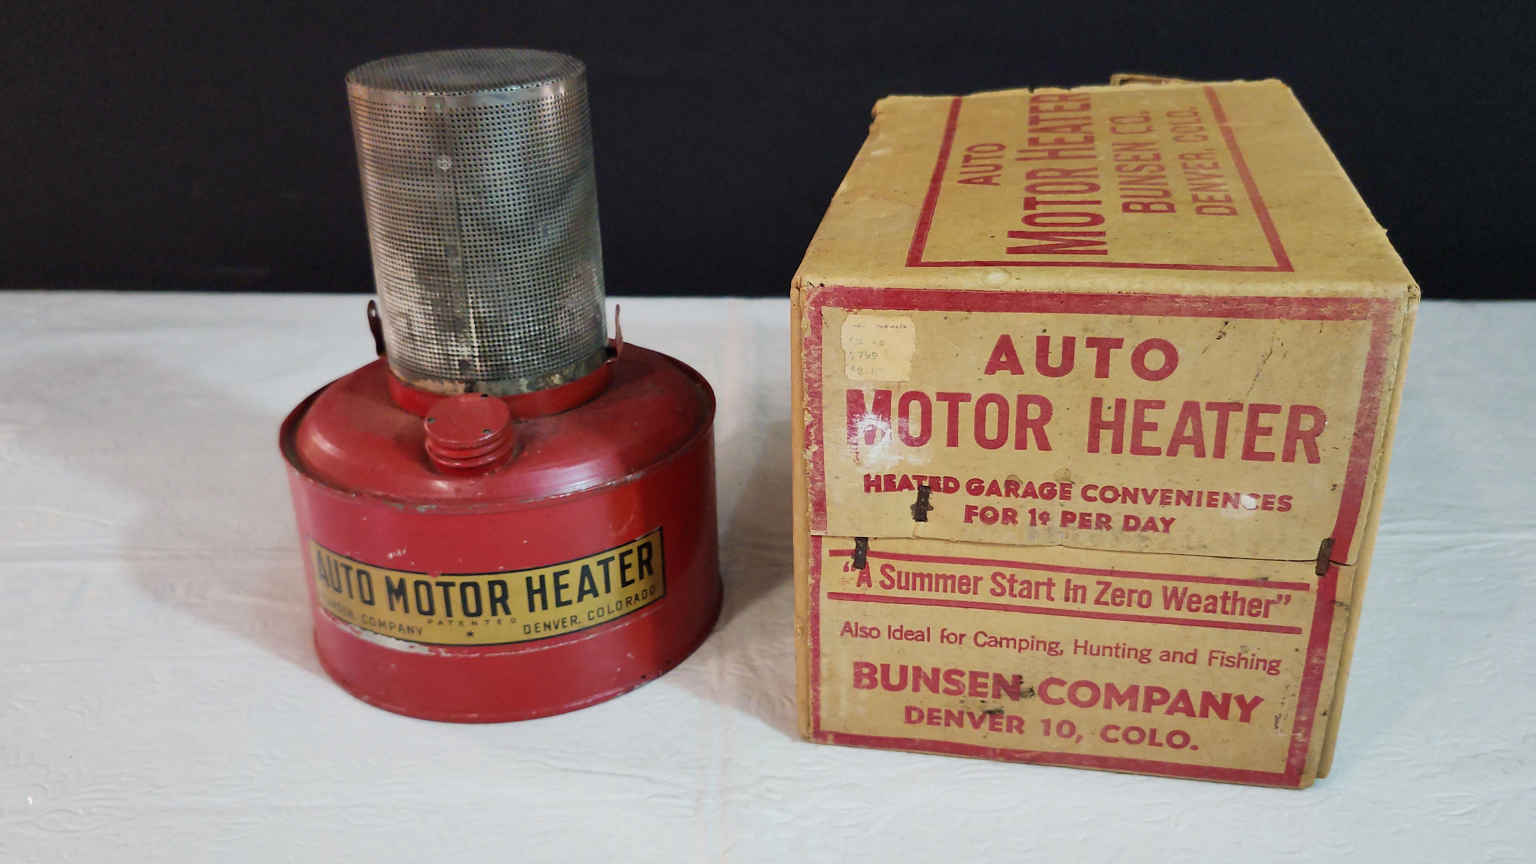 AUTO MOTOR HEATER
COMPANY PATENTED DENVER, COLORADO
AUTO
MOTOR HEATER
BUNSEN CO.
DENVER, COLO.
AUTO
MOTOR HEATER
HEATED GARAGE CONVENIENCES
FOR 1¢ PER DAY
"A Summer Start In Zero Weather"
Also Ideal for Camping, Hunting and Fishing
BUNSEN COMPANY
DENVER 10, COLO.